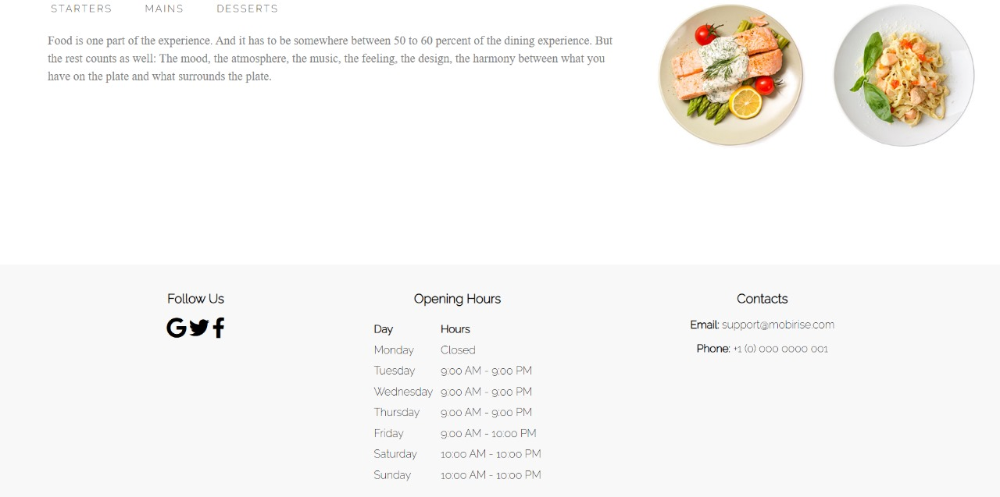 STARTERS MAINS DESSERTS
Food is one part of the experience. And it has to be somewhere between 50 to 60 percent of the dining experience. But
the rest counts as well: The mood, the atmosphere, the music, the feeling, the design, the harmony between what you
have on the plate and what surrounds the plate.
Follow Us
Opening Hours
Day Hours
Monday Closed
Tuesday 9:00 AM - 9:00 PM
Wednesday 9:00 AM - 9:00 PM
Thursday 9:00 AM - 9:00 PM
Friday 9:00 AM - 10:00 PM
Saturday 10:00 AM - 10:00 PM
Sunday 10:00 AM - 10:00 PM
Contacts
Email: support@mobirise.com
Phone: +1 (0) 000 0000 001